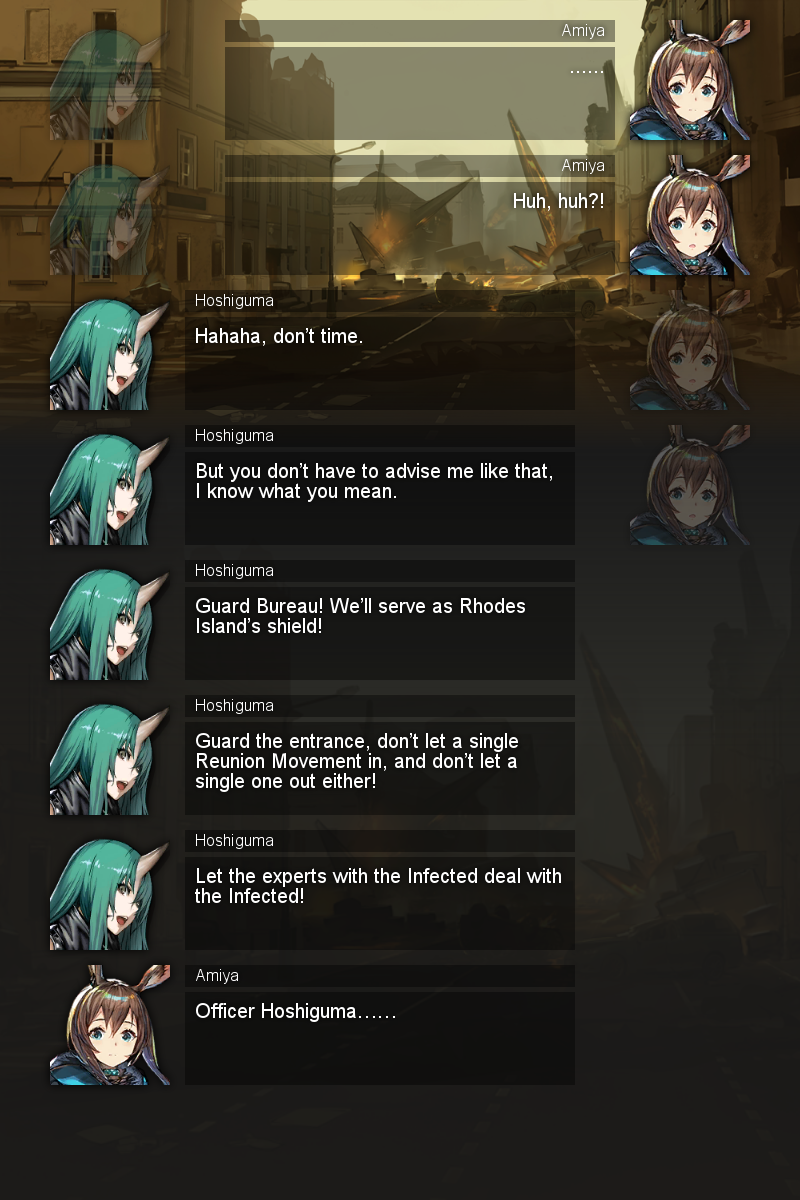 Amiya
......
Amiya
Huh, huh?!
Hoshiguma
Hahaha, don't time.
Hoshiguma
But you don't have to advise me like that,
I know what you mean.
Hoshiguma
Guard Bureau! We'll serve as Rhodes
Island's shield!
Hoshiguma
Guard the entrance, don't let a single
Reunion Movement in, and don't let a
single one out either!
Hoshiguma
Let the experts with the Infected deal with
the Infected!
Amiya
Officer Hoshiguma......